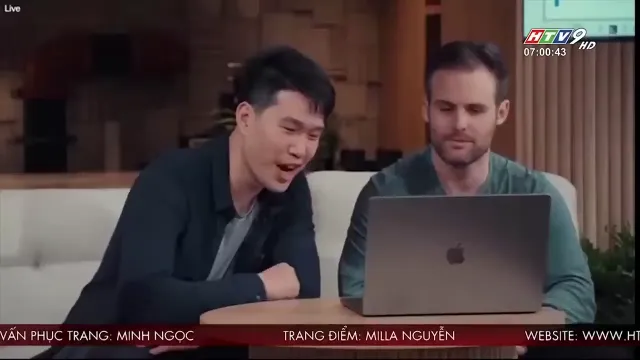 Live
HTV9 HD
07:00:43
VẤN PHỤC TRANG: MINH NGỌC TRANG ĐIỂM: MILLA NGUYỄN WEBSITE: WWW.HT